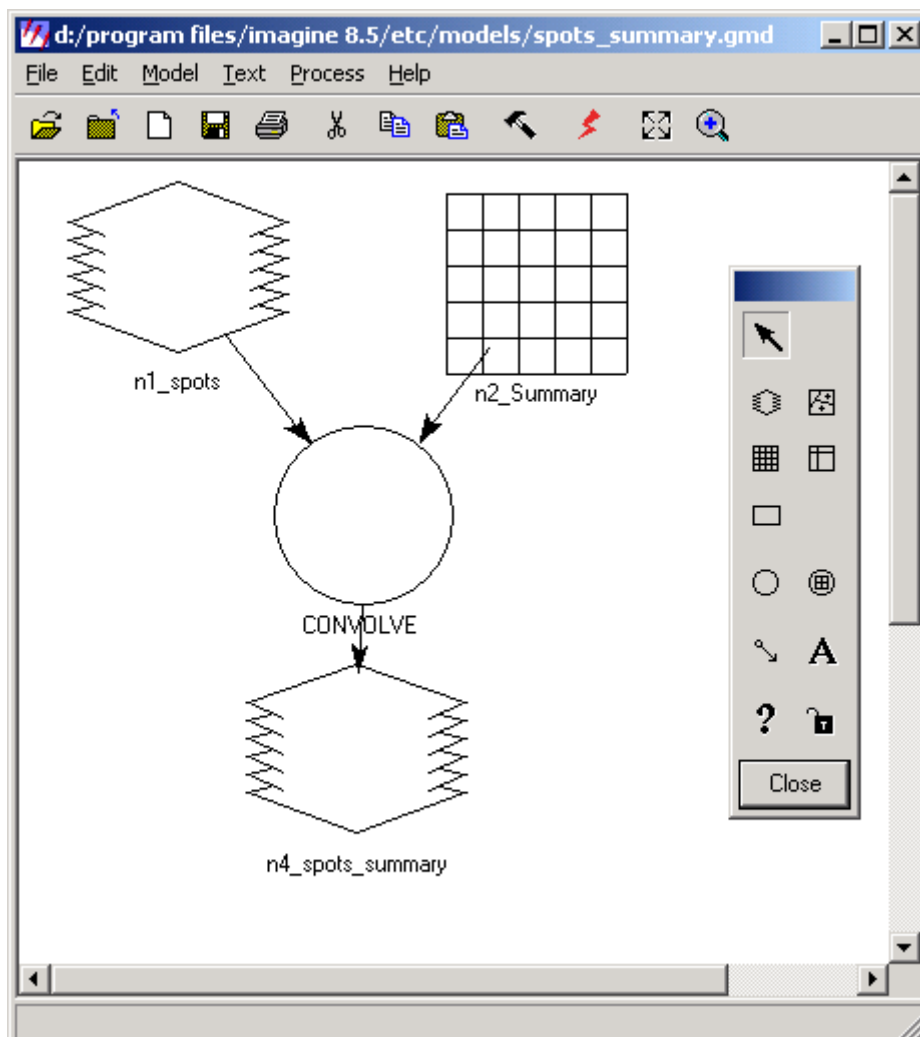 d:/program files/imagine 8.5/etc/models/spots_summary.gmd
File Edit Model Text Process Help
n1_spots
n2_Summary
CONVOLVE
n4_spots_summary
A
?
T
Close